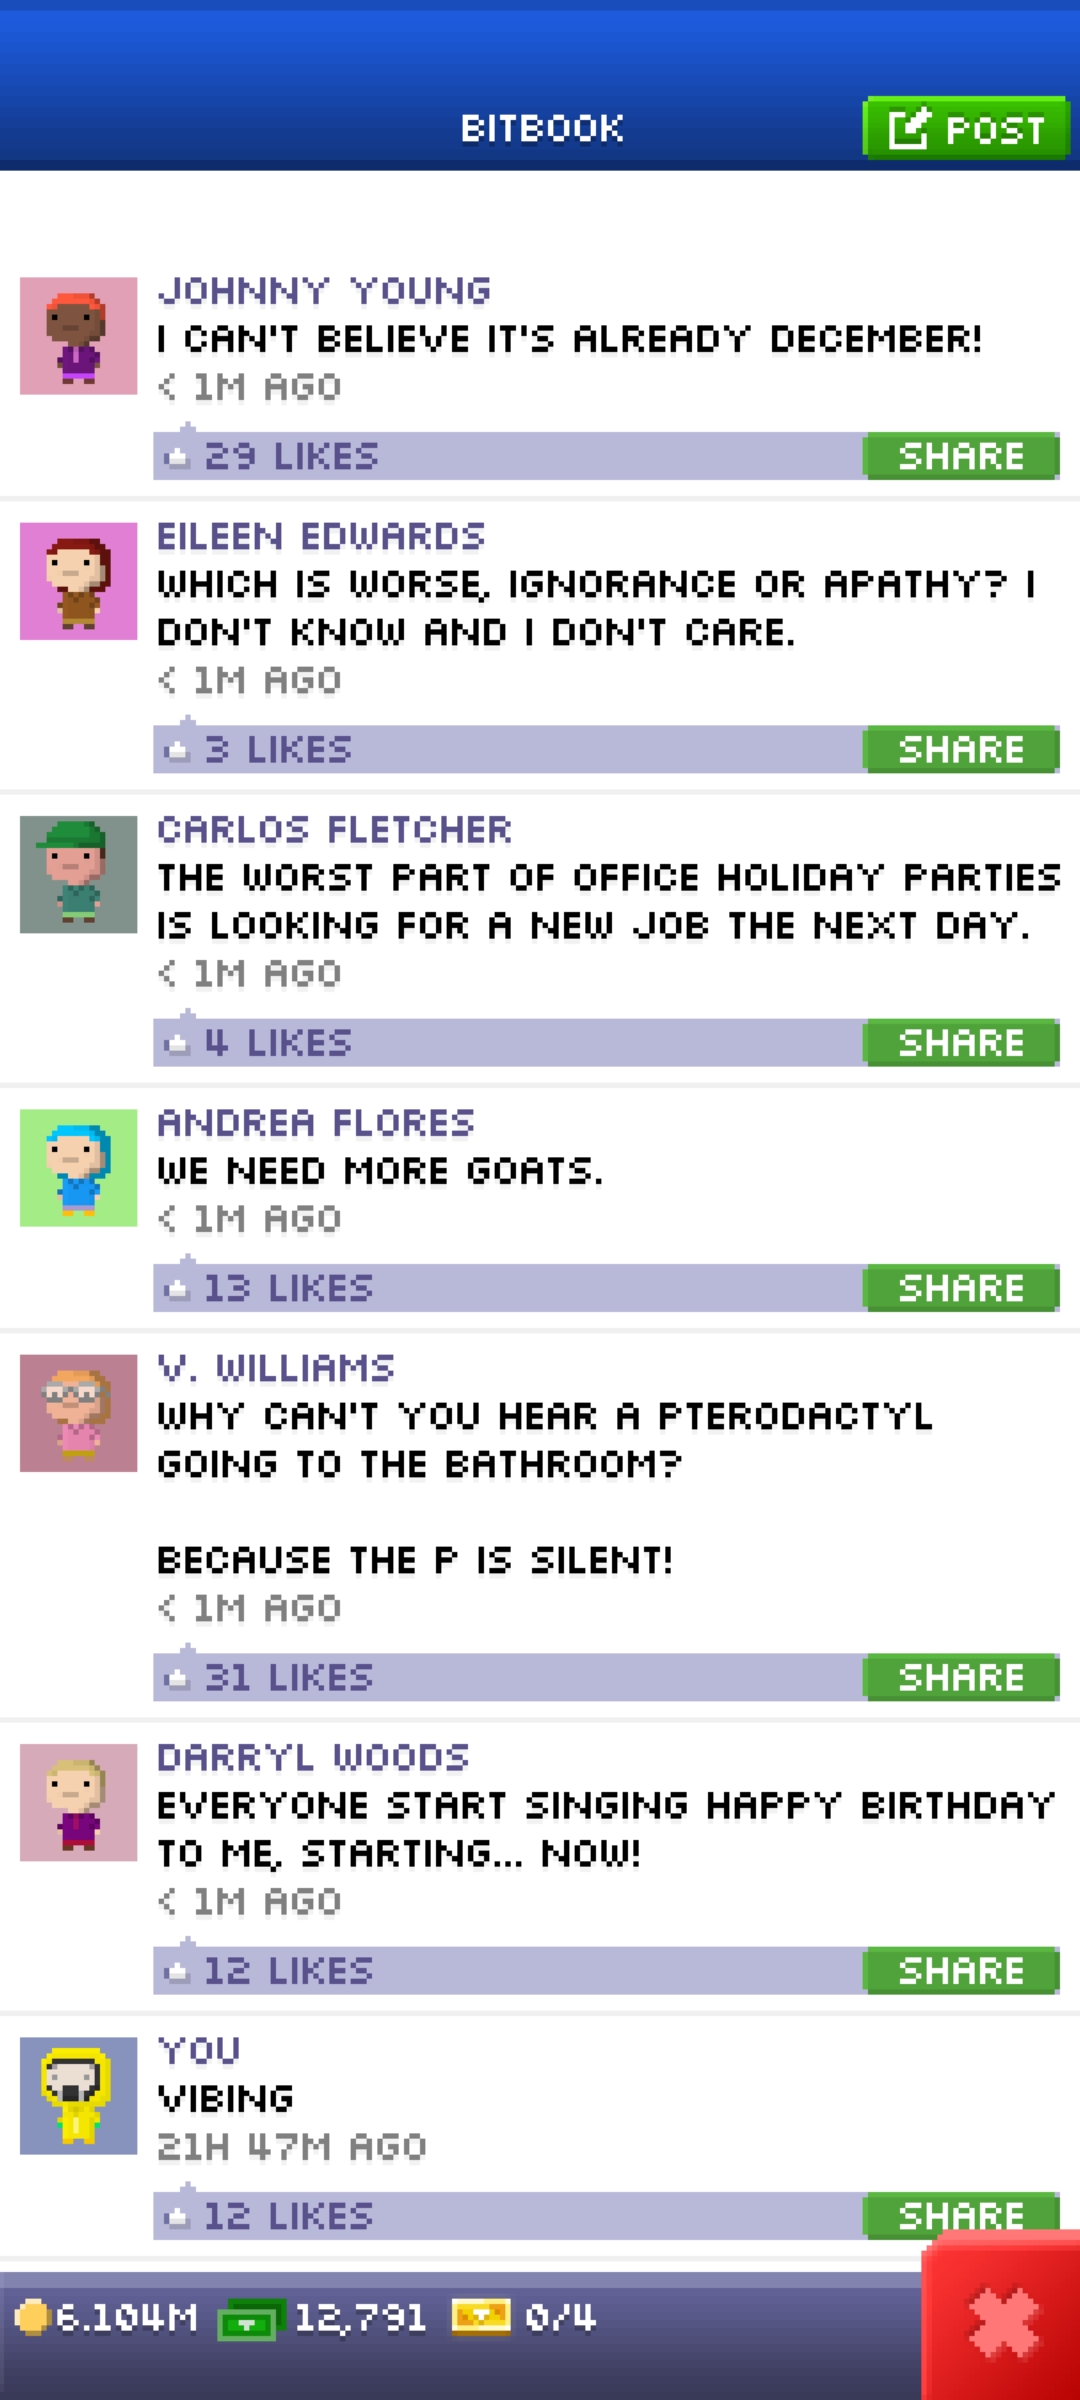 BITBOOK
POST
JOHNNY YOUNG
I CAN'T BELIEVE IT'S ALREADY DECEMBER!
< 1M AGO
29 LIKES
SHARE
EILEEN EDWARDS
WHICH IS WORSE, IGNORANCE OR APATHY? I
DON'T KNOW AND I DON'T CARE.
< 1M AGO
3 LIKES
SHARE
CARLOS FLETCHER
THE WORST PART OF OFFICE HOLIDAY PARTIES
IS LOOKING FOR A NEW JOB THE NEXT DAY.
< 1M AGO
4 LIKES
SHARE
ANDREA FLORES
WE NEED MORE GOATS.
< 1M AGO
13 LIKES
SHARE
V. WILLIAMS
WHY CAN'T YOU HEAR A PTERODACTYL
GOING TO THE BATHROOM?
BECAUSE THE P IS SILENT!
< 1M AGO
31 LIKES
SHARE
DARRYL WOODS
EVERYONE START SINGING HAPPY BIRTHDAY
TO ME, STARTING... NOW!
< 1M AGO
12 LIKES
SHARE
YOU
VIBING
21H 47M AGO
12 LIKES
SHARE
6.104M 12,791 0/4